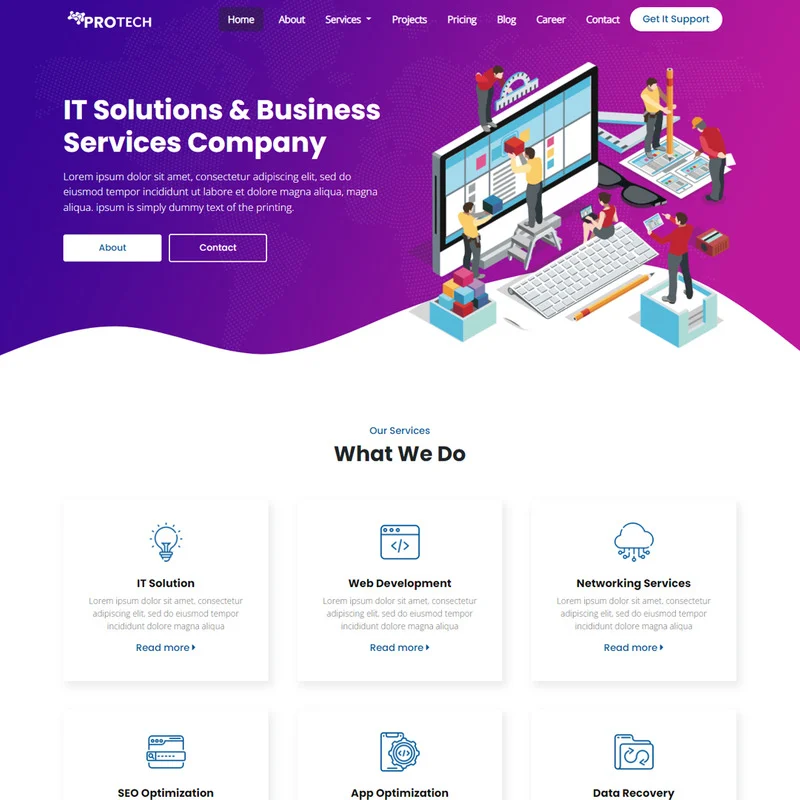 PROTECH
Home About Services Projects Pricing Blog Career Contact Get It Support
IT Solutions & Business
Services Company
Lorem ipsum dolor sit amet, consectetur adipiscing elit, sed do
eiusmod tempor incididunt ut labore et dolore magna aliqua, magna
aliqua. ipsum is simply dummy text of the printing.
About Contact
Our Services
What We Do
IT Solution
Lorem ipsum dolor sit amet, consectetur
adipiscing elit, sed do eiusmod tempor
incididunt dolor magna aliqua
Read more
Web Development
Lorem ipsum dolor sit amet, consectetur
adipiscing elit, sed do eiusmod tempor
incididunt dolor magna aliqua
Read more
Networking Services
Lorem ipsum dolor sit amet, consectetur
adipiscing elit, sed do eiusmod tempor
incididunt dolor magna aliqua
Read more
SEO Optimization
App Optimization
Data Recovery